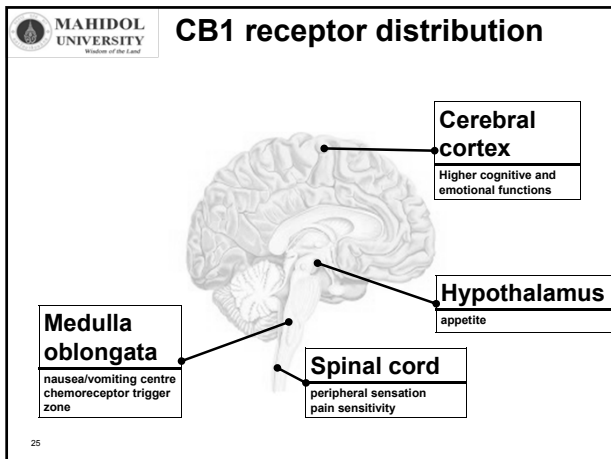 MAHIDOL
UNIVERSITY
Wisdom of the Land
CB1 receptor distribution
Cerebral
cortex
Higher cognitive and
emotional functions
Hypothalamus
appetite
Medulla
oblongata
nausea/vomiting centre
chemoreceptor trigger
zone
Spinal cord
peripheral sensation
pain sensitivity
25